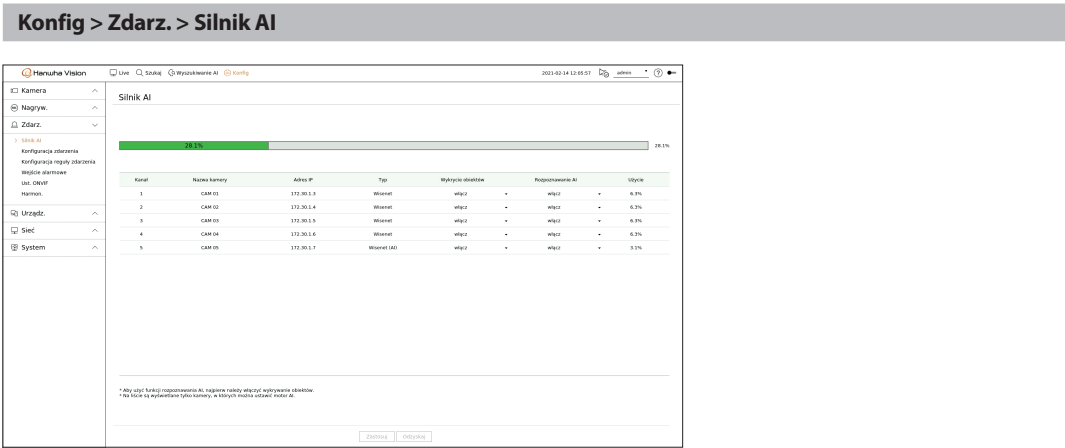 Konfig > Zdarz. > Silnik AI
Hanwha Vision Live Szukaj Wyszukiwanie AI Konfig 2021-02-14 12:05:57 admin ?
Kamera
Nagryw.
Zdarz.
> Silnik AI
Konfiguracja zdarzenia
Konfiguracja reguły zdarzenia
Wejście alarmowe
Ust. ONVIF
Harmon.
Urządz.
Sieć
System
Silnik AI
28.1% 28.1%
Kanał Nazwa kamery Adres IP Typ Wykrycie obiektów Rozpoznawanie AI Użycie
1 CAM 01 172.30.1.3 Wisenet włącz włącz 6.3%
2 CAM 02 172.30.1.4 Wisenet włącz włącz 6.3%
3 CAM 03 172.30.1.5 Wisenet włącz włącz 6.3%
4 CAM 04 172.30.1.6 Wisenet włącz włącz 6.3%
5 CAM 05 172.30.1.7 Wisenet (AI) włącz włącz 3.1%
* Aby użyć funkcji rozpoznawania AI, najpierw należy włączyć wykrywanie obiektów.
* Na liście są wyświetlane tylko kamery, w których można ustawić motor AI.
Zastosuj Odzyskaj